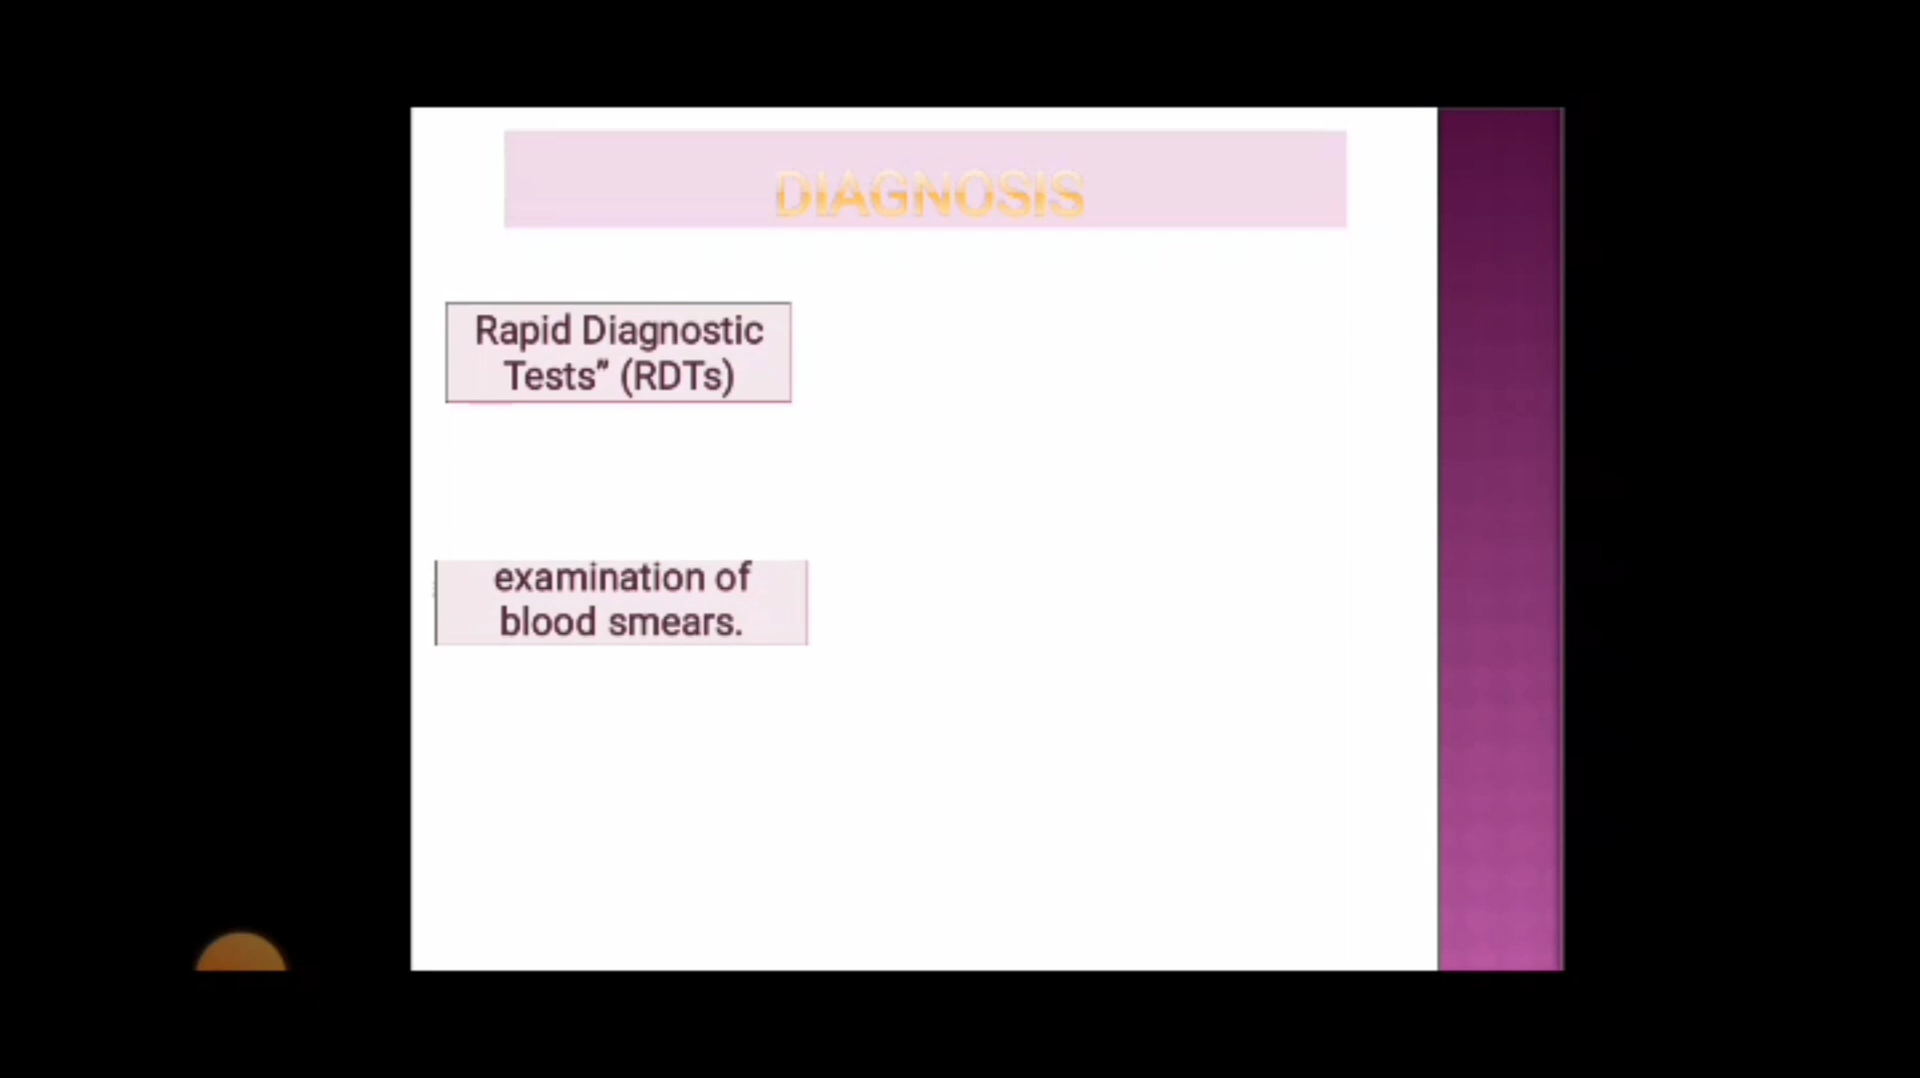 DIAGNOSIS
Rapid Diagnostic
Tests” (RDTs)
examination of
blood smears.